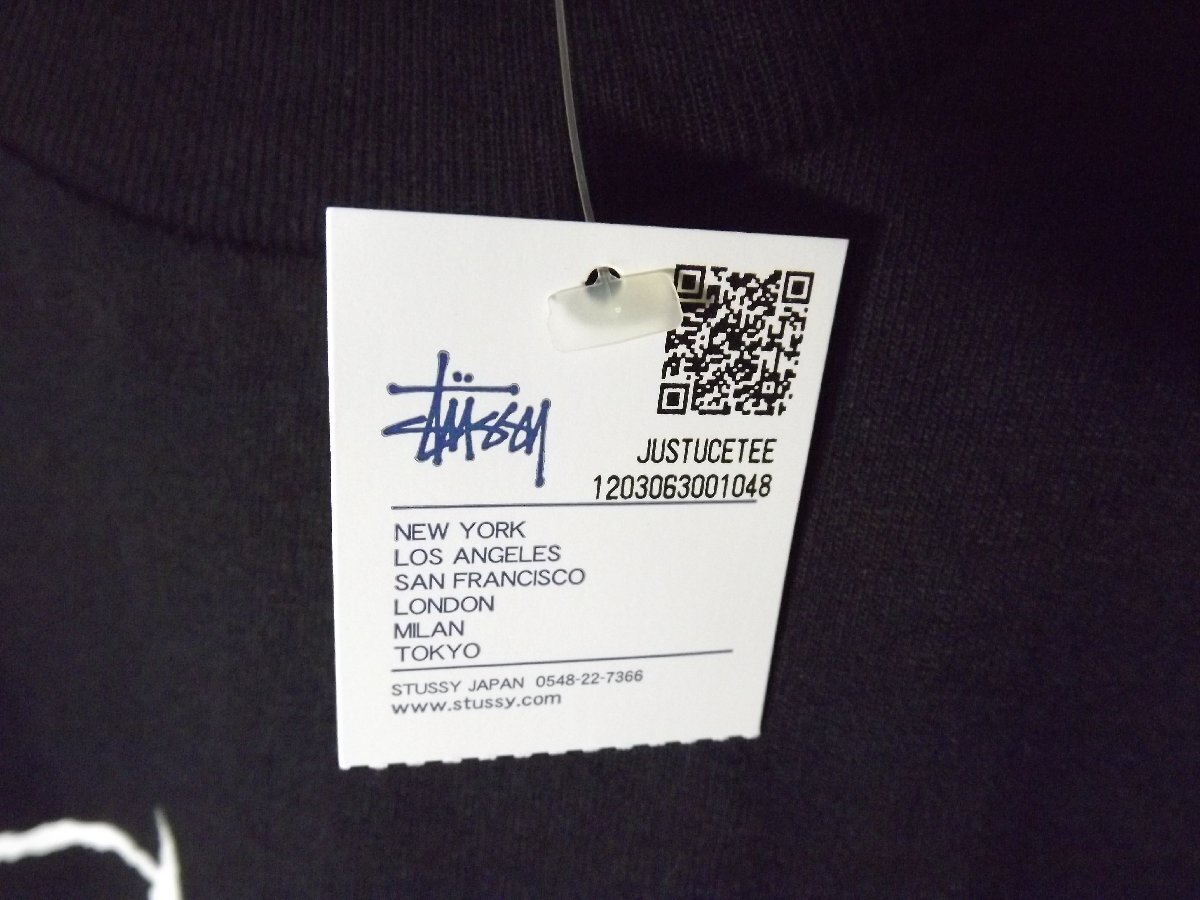 STÜSSY
JUSTUCETEE
1203063001048
NEW YORK
LOS ANGELES
SAN FRANCISCO
LONDON
MILAN
TOKYO
STUSSY JAPAN 0548-22-7366
www.stussy.com